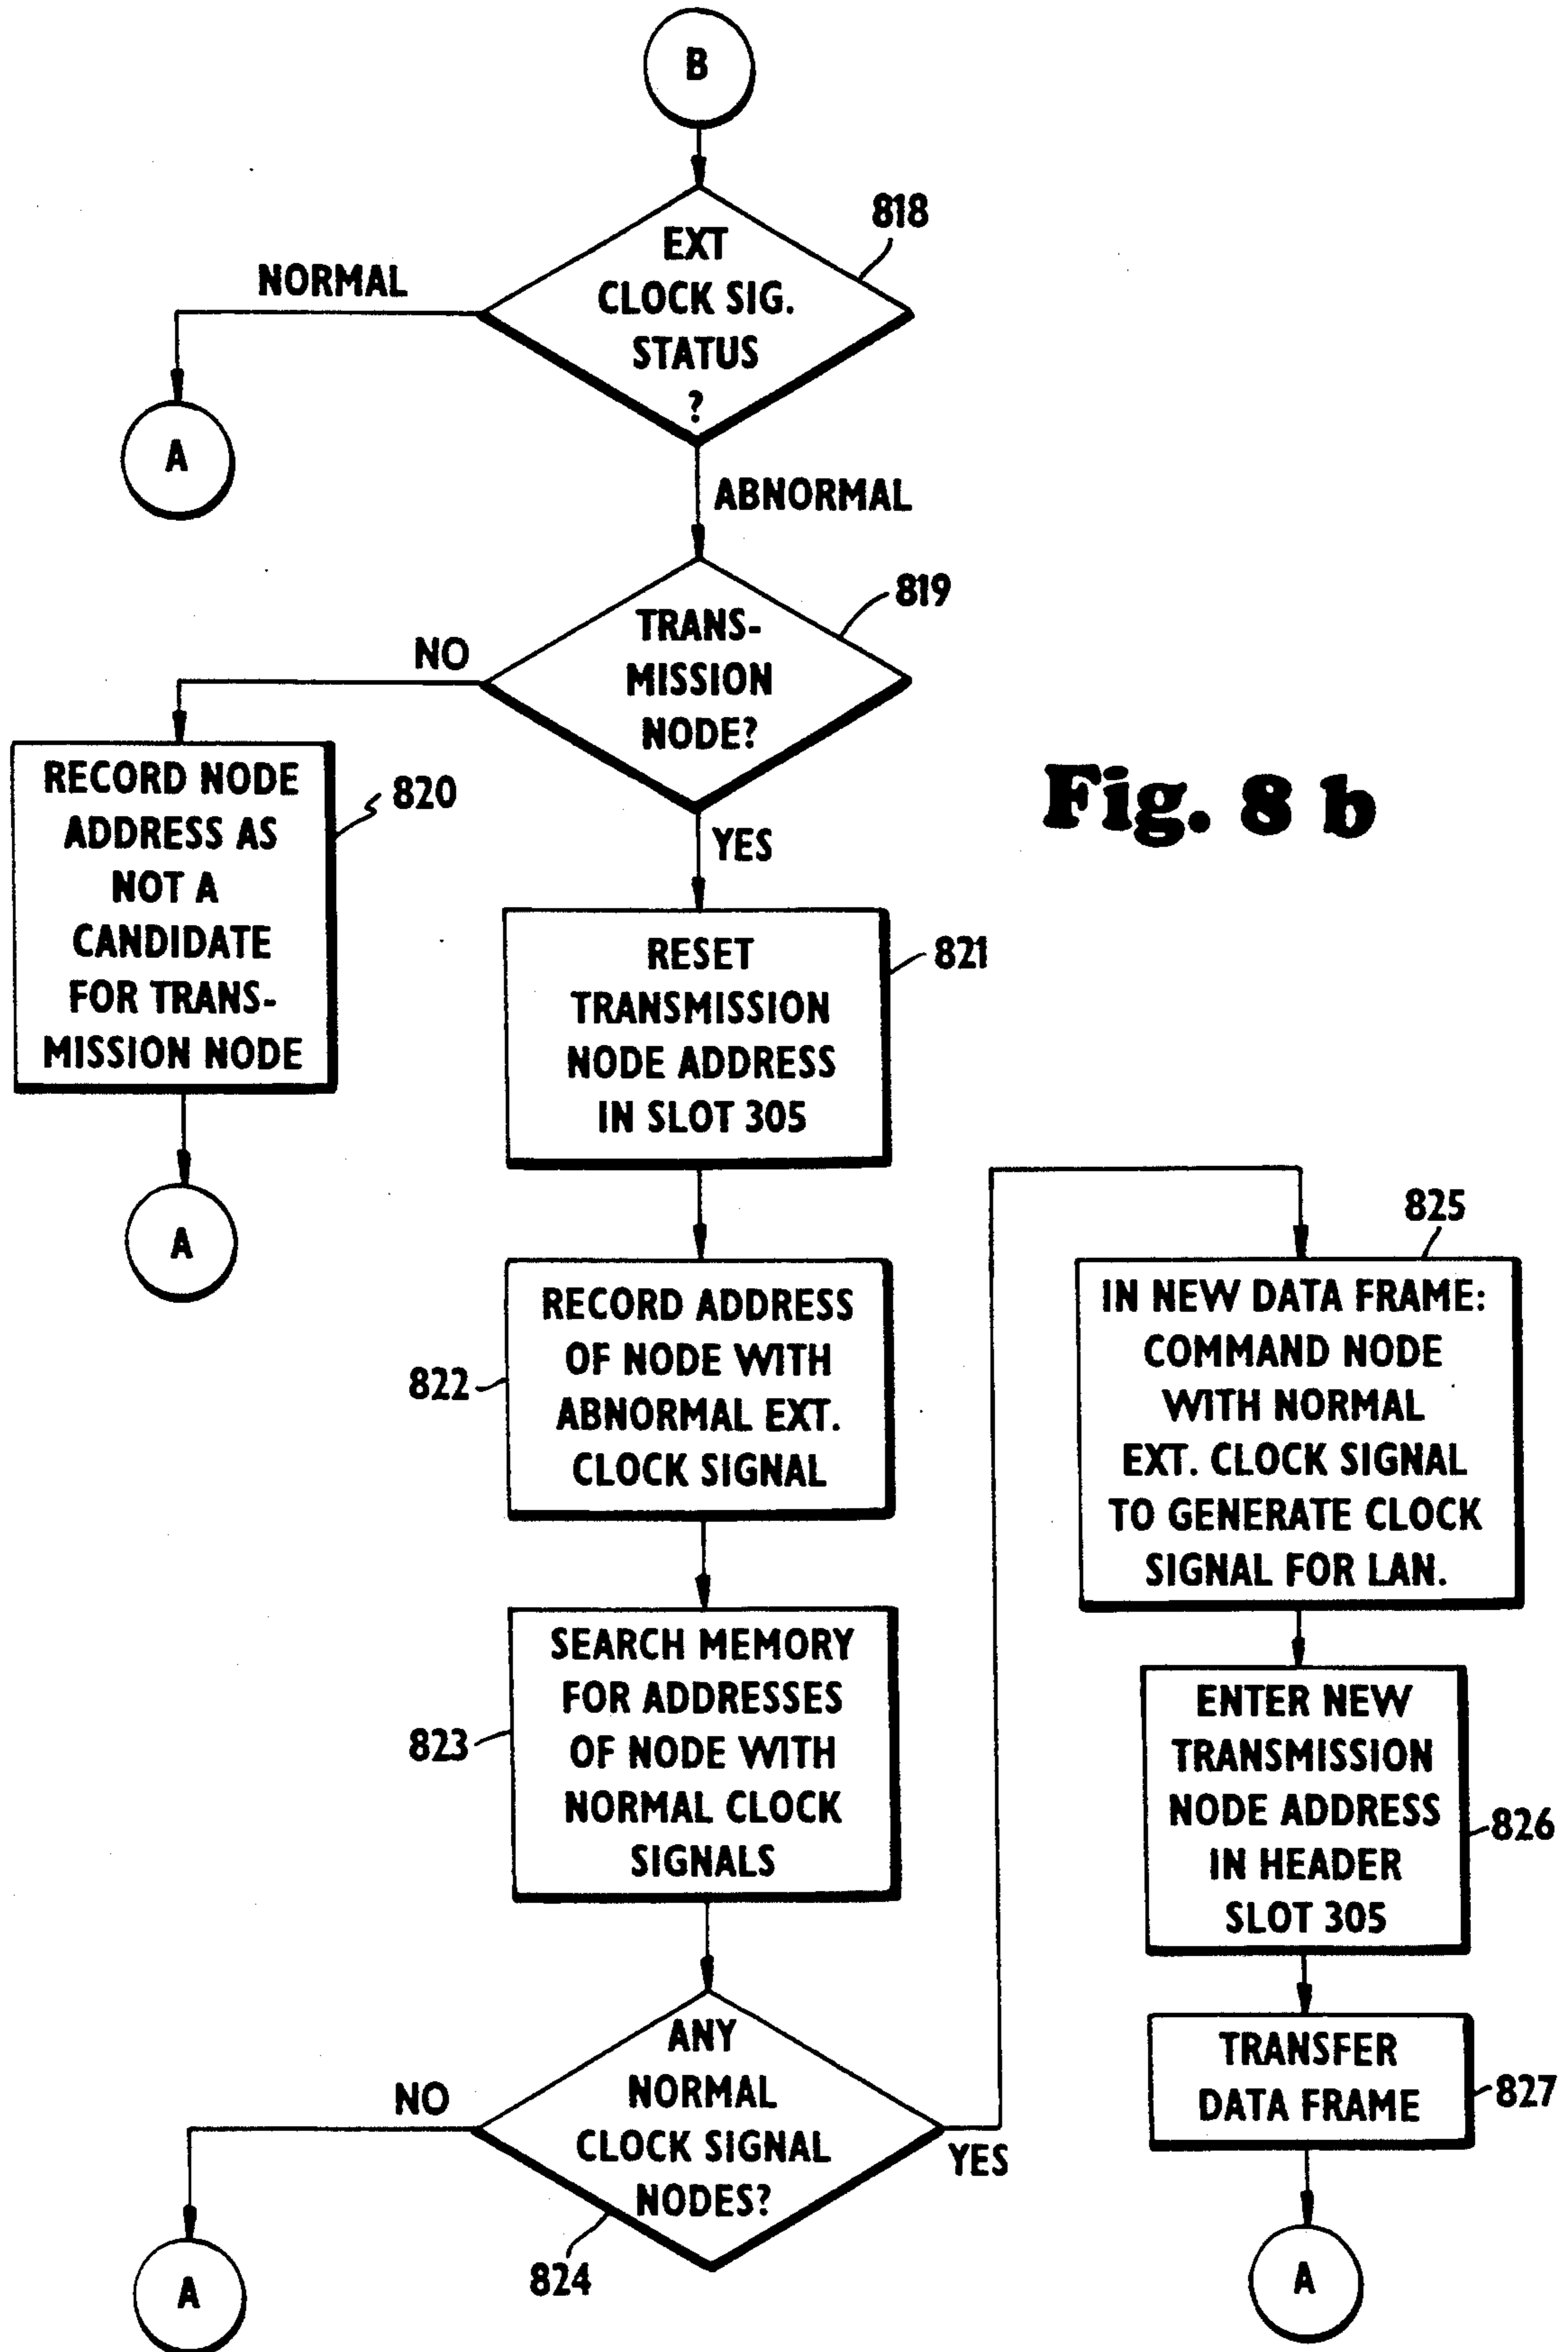 B
818
EXT
CLOCK SIG.
STATUS
?
NORMAL
A
ABNORMAL
819
TRANS-
MISSION
NODE?
NO
RECORD NODE
ADDRESS AS
NOT A
CANDIDATE
FOR TRANS-
MISSION NODE
820
A
Fig. 8 b
YES
RESET
TRANSMISSION
NODE ADDRESS
IN SLOT 305
821
RECORD ADDRESS
OF NODE WITH
ABNORMAL EXT.
CLOCK SIGNAL
822
SEARCH MEMORY
FOR ADDRESSES
OF NODE WITH
NORMAL CLOCK
SIGNALS
823
ANY
NORMAL
CLOCK SIGNAL
NODES?
824
NO
A
YES
825
IN NEW DATA FRAME:
COMMAND NODE
WITH NORMAL
EXT. CLOCK SIGNAL
TO GENERATE CLOCK
SIGNAL FOR LAN.
ENTER NEW
TRANSMISSION
NODE ADDRESS
IN HEADER
SLOT 305
826
TRANSFER
DATA FRAME
827
A